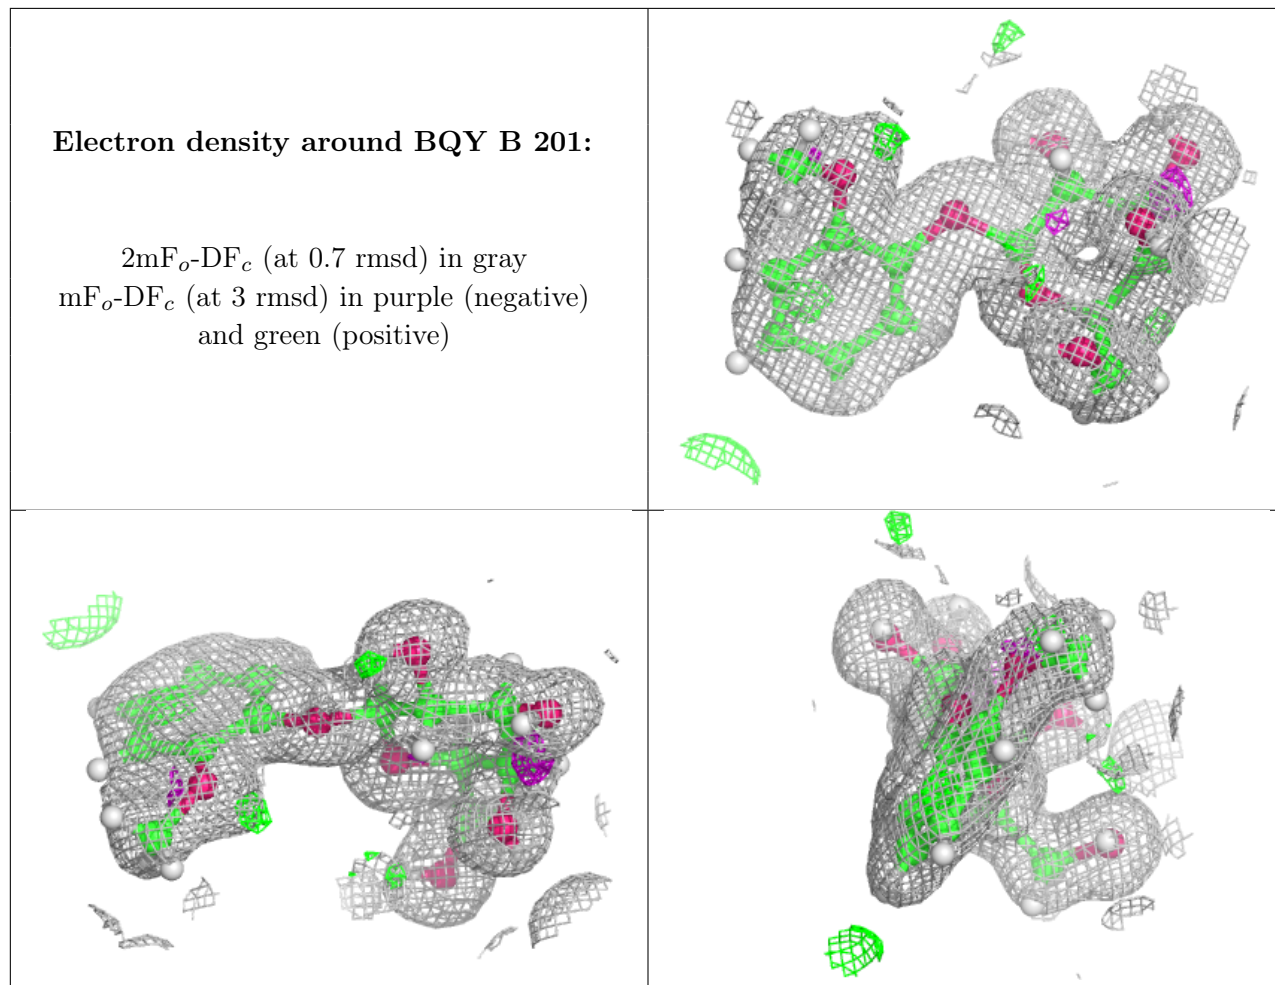 Electron density around BQY B 201:
2mFₒ-DF𝒸 (at 0.7 rmsd) in gray
mFₒ-DF𝒸 (at 3 rmsd) in purple (negative)
and green (positive)